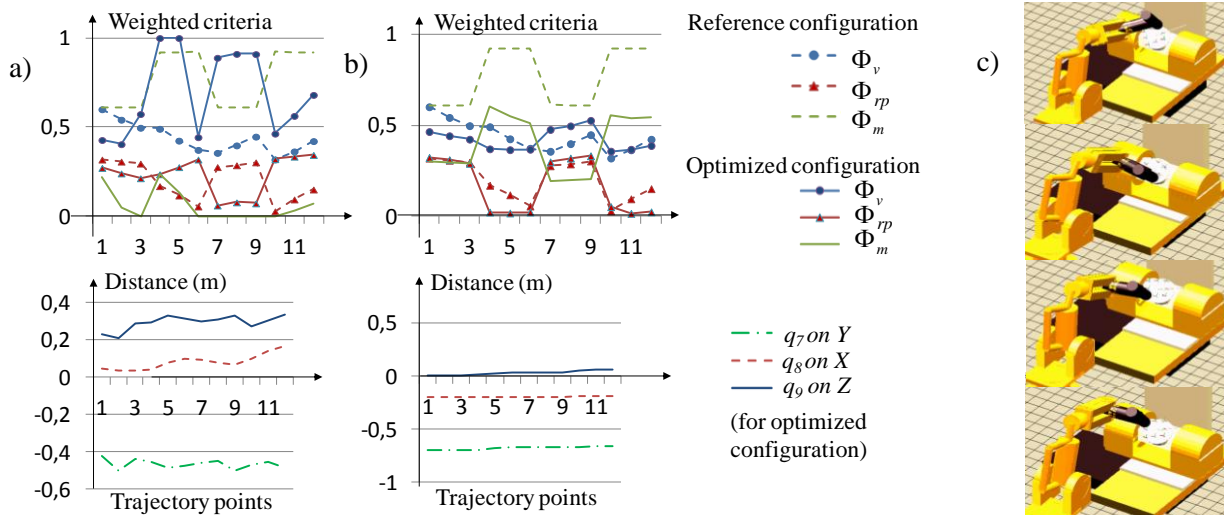 a)
Weighted criteria
1
0,5
0
1 3 5 7 9 11
Distance (m)
0,4
0,2
0
-0,2
-0,4
-0,6
1 3 5 7 9 11
Trajectory points
b)
Weighted criteria
1
0,5
0
1 3 5 7 9 11
Distance (m)
0,5
0
-0,5
-1
1 3 5 7 9 11
Trajectory points
Reference configuration
Φv
Φrp
Φm
Optimized configuration
Φv
Φrp
Φm
q7 on Y
q8 on X
q9 on Z
(for optimized
configuration)
c)